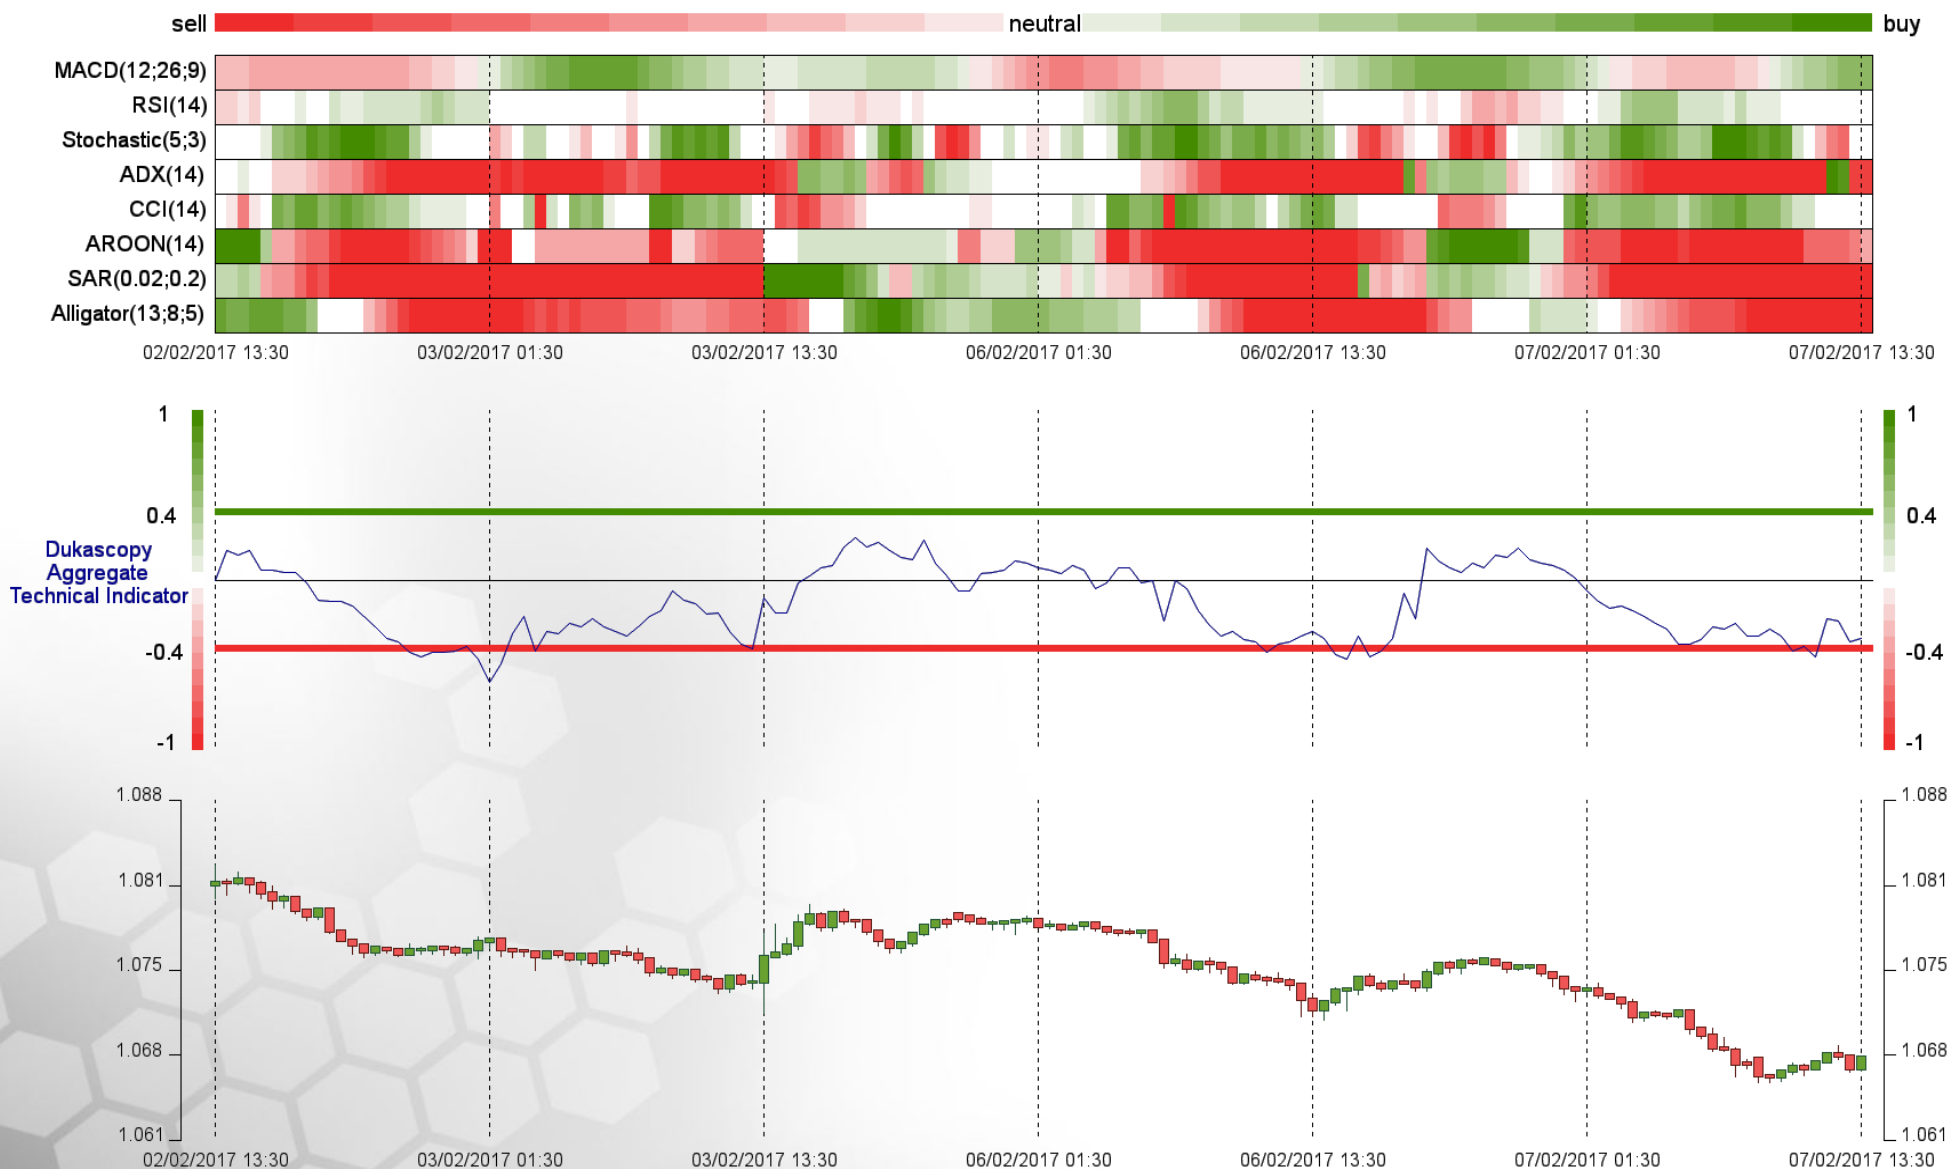 sell neutral buy
MACD(12;26;9)
RSI(14)
Stochastic(5;3)
ADX(14)
CCI(14)
AROON(14)
SAR(0.02;0.2)
Alligator(13;8;5)
02/02/2017 13:30 03/02/2017 01:30 03/02/2017 13:30 06/02/2017 01:30 06/02/2017 13:30 07/02/2017 01:30 07/02/2017 13:30
1 1
0.4 0.4
Dukascopy
Aggregate
Technical Indicator
-0.4 -0.4
-1 -1
1.088 1.088
1.081 1.081
1.075 1.075
1.068 1.068
1.061 1.061
02/02/2017 13:30 03/02/2017 01:30 03/02/2017 13:30 06/02/2017 01:30 06/02/2017 13:30 07/02/2017 01:30 07/02/2017 13:30